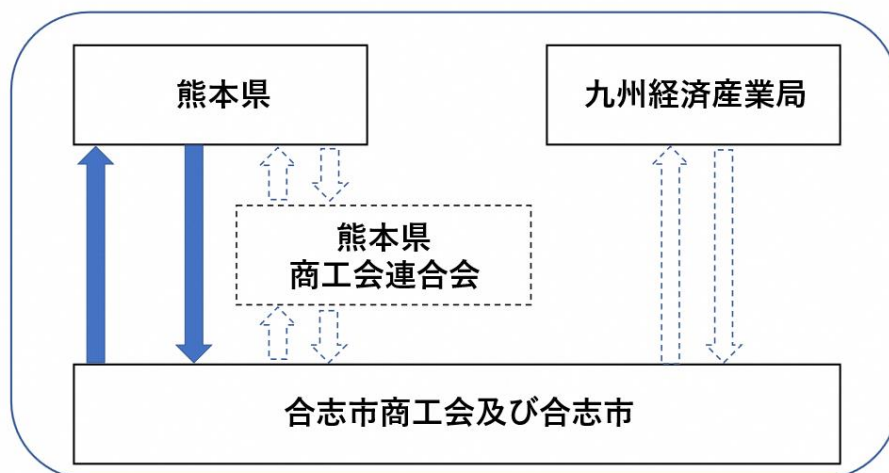 熊本県
九州経済産業局
熊本県
商工会連合会
合志市商工会及び合志市